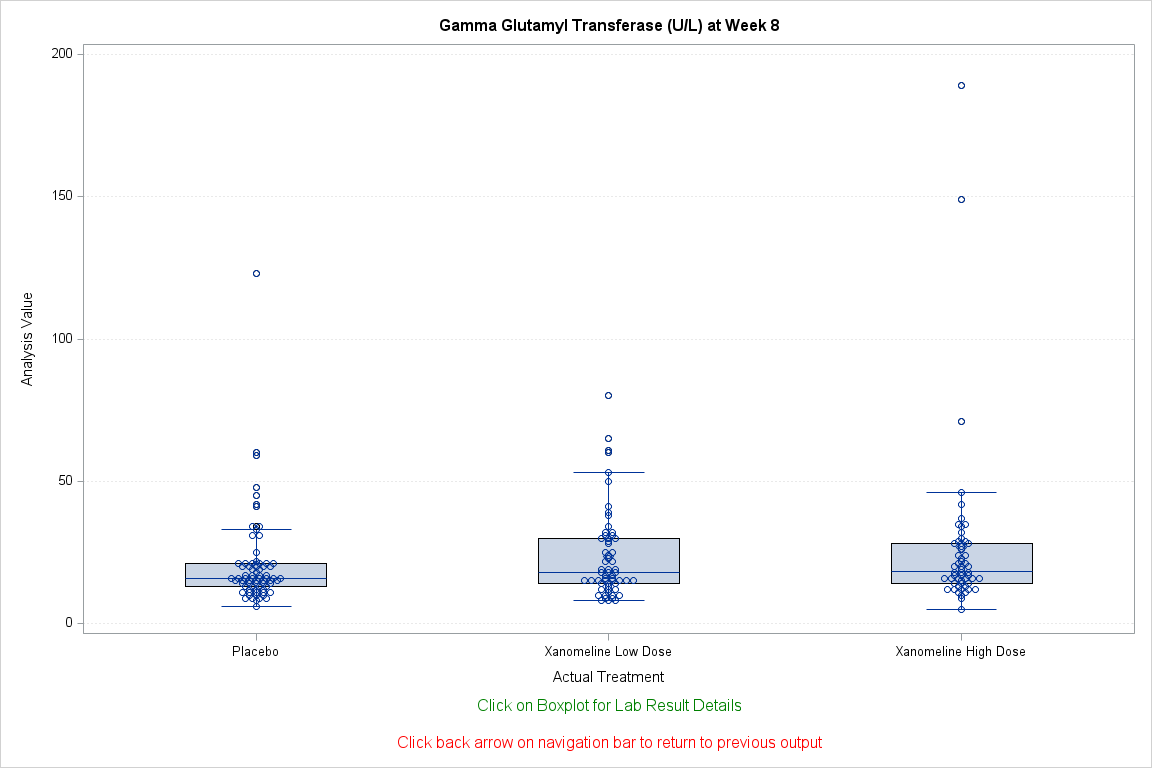 Gamma Glutamyl Transferase (U/L) at Week 8
200
150
100
50
0
Analysis Value
Placebo
Xanomeline Low Dose
Xanomeline High Dose
Actual Treatment
Click on Boxplot for Lab Result Details
Click back arrow on navigation bar to return to previous output